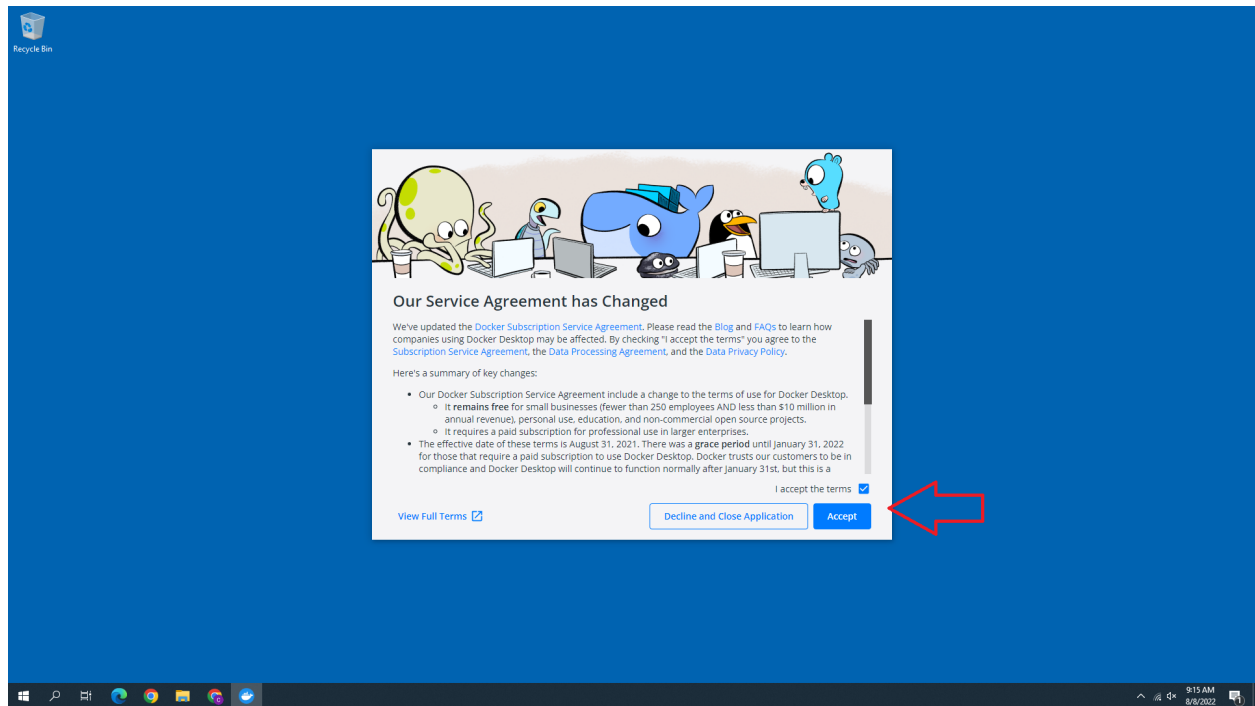 Recycle Bin
Our Service Agreement has Changed
We've updated the Docker Subscription Service Agreement. Please read the Blog and FAQs to learn how
companies using Docker Desktop may be affected. By checking "I accept the terms" you agree to the
Subscription Service Agreement, the Data Processing Agreement, and the Data Privacy Policy.
Here's a summary of key changes:
• Our Docker Subscription Service Agreement include a change to the terms of use for Docker Desktop.
○ It remains free for small businesses (fewer than 250 employees AND less than $10 million in
annual revenue), personal use, education, and non-commercial open source projects.
○ It requires a paid subscription for professional use in larger enterprises.
• The effective date of these terms is August 31, 2021. There was a grace period until January 31, 2022
for those that require a paid subscription to use Docker Desktop. Docker trusts our customers to be in
compliance and Docker Desktop will continue to function normally after January 31st, but this is a
I accept the terms
View Full Terms
Decline and Close Application
Accept
9:15 AM
8/8/2022
1